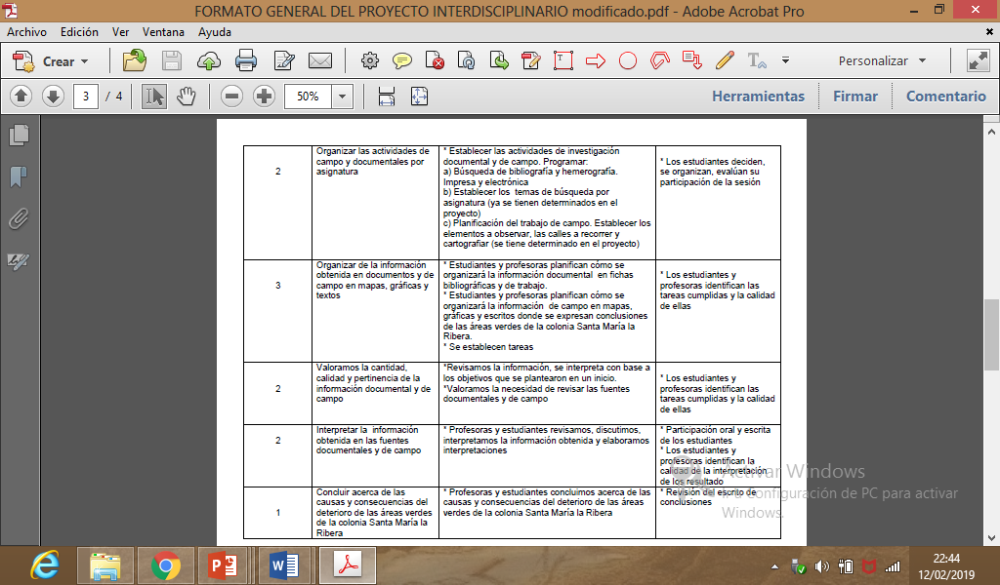 FORMATO GENERAL DEL PROYECTO INTERDISCIPLINARIO modificado.pdf - Adobe Acrobat Pro
Archivo Edición Ver Ventana Ayuda
Crear
Personalizar
3 / 4
50%
Herramientas
Firmar
Comentario
2
Organizar las actividades de
campo y documentales por
asignatura
* Establecer las actividades de investigación
documental y de campo. Programar:
a) Búsqueda de bibliografía y hemerografía.
Impresa y electrónica
b) Establecer los temas de búsqueda por
asignatura (ya se tienen determinados en el
proyecto)
c) Planificación del trabajo de campo. Establecer los
elementos a observar, las calles a recorrer y
cartografiar (se tiene determinado en el proyecto)
* Los estudiantes deciden,
se organizan, evalúan su
participación de la sesión
3
Organizar de la información
obtenida en documentos y de
campo en mapas, gráficas y
textos
* Estudiantes y profesoras planifican cómo se
organizará la información documental en fichas
bibliográficas y de trabajo.
* Estudiantes y profesoras planifican cómo se
organizará la información de campo en mapas,
gráficas y escritos donde se expresan conclusiones
de las áreas verdes de la colonia Santa María la
Ribera.
* Se establecen tareas
* Los estudiantes y
profesoras identifican las
tareas cumplidas y la calidad
de ellas
2
Valoramos la cantidad,
calidad y pertinencia de la
información documental y de
campo
*Revisamos la información, se interpreta con base a
los objetivos que se plantearon en un inicio.
*Valoramos la necesidad de revisar las fuentes
documentales y de campo
* Los estudiantes y
profesoras identifican las
tareas cumplidas y la calidad
de ellas
2
Interpretar la información
obtenida en las fuentes
documentales y de campo
* Profesoras y estudiantes revisamos, discutimos,
interpretamos la información obtenida y elaboramos
interpretaciones
* Participación oral y escrita
de los estudiantes
* Los estudiantes y
profesoras identifican la
calidad de la interpretación
de los resultado
1
Concluir acerca de las
causas y consecuencias del
deterioro de las áreas verdes
de la colonia Santa María la
Ribera
* Profesoras y estudiantes concluimos acerca de las
causas y consecuencias del deterioro de las áreas
verdes de la colonia Santa María la Ribera
* Revisión del escrito de
conclusiones
Activar Windows
Ir a Configuración de PC para activar
Windows.
22:44
12/02/2019